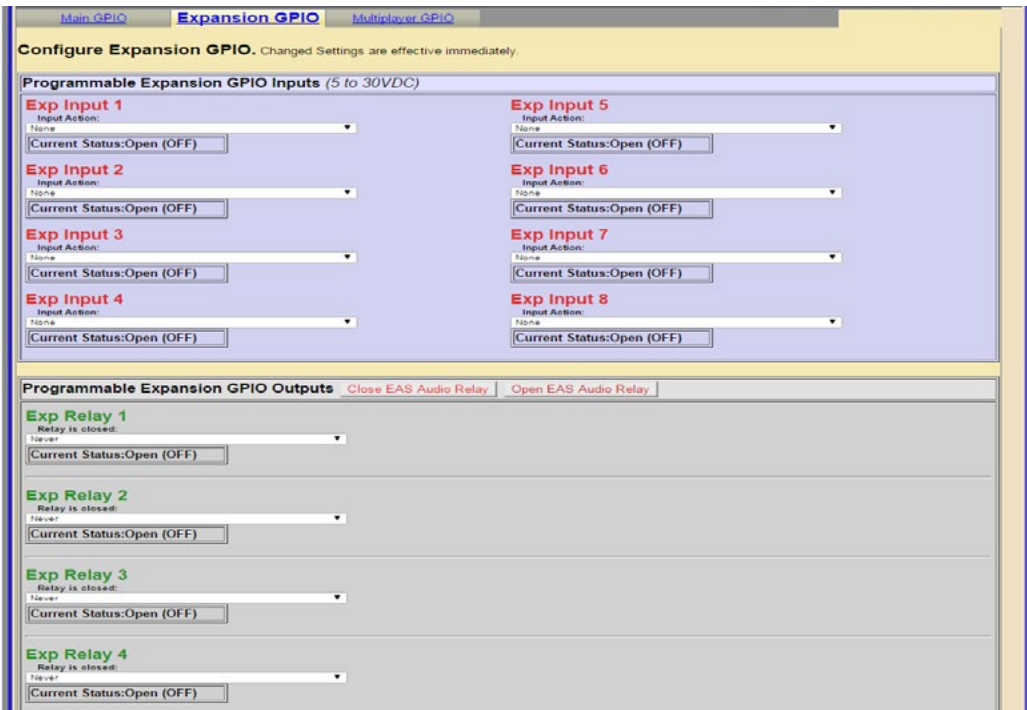 Main GPIO Expansion GPIO Multiplayer GPIO
Configure Expansion GPIO. Changed Settings are effective immediately.
Programmable Expansion GPIO Inputs (5 to 30VDC)
Exp Input 1
Input Action:
None
Current Status:Open (OFF)
Exp Input 2
Input Action:
None
Current Status:Open (OFF)
Exp Input 3
Input Action:
None
Current Status:Open (OFF)
Exp Input 4
Input Action:
None
Current Status:Open (OFF)
Exp Input 5
Input Action:
None
Current Status:Open (OFF)
Exp Input 6
Input Action:
None
Current Status:Open (OFF)
Exp Input 7
Input Action:
None
Current Status:Open (OFF)
Exp Input 8
Input Action:
None
Current Status:Open (OFF)
Programmable Expansion GPIO Outputs Close EAS Audio Relay Open EAS Audio Relay
Exp Relay 1
Relay is closed:
Never
Current Status:Open (OFF)
Exp Relay 2
Relay is closed:
Never
Current Status:Open (OFF)
Exp Relay 3
Relay is closed:
Never
Current Status:Open (OFF)
Exp Relay 4
Relay is closed:
Never
Current Status:Open (OFF)